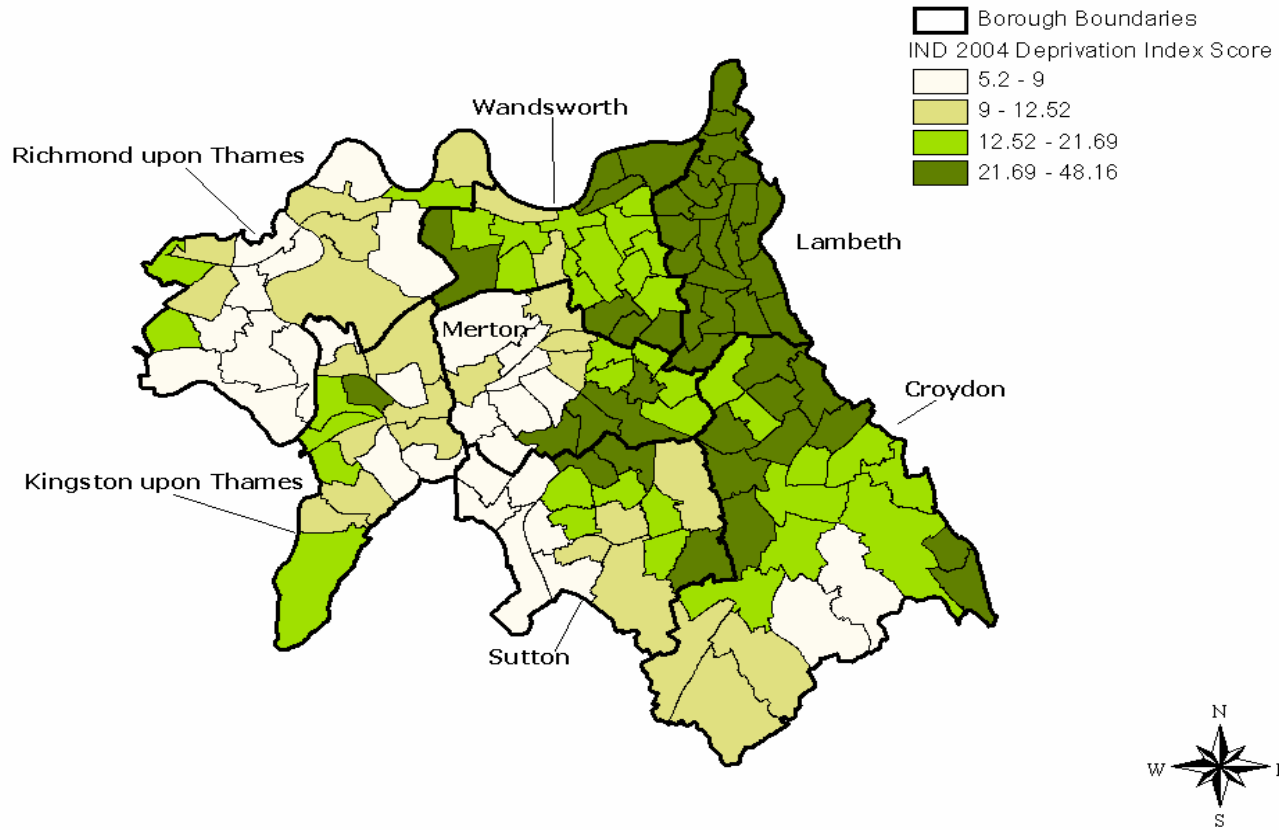 Borough Boundaries
IND 2004 Deprivation Index Score
5.2 - 9
9 - 12.52
12.52 - 21.69
21.69 - 48.16
Wandsworth
Richmond upon Thames
Lambeth
Merton
Croydon
Kingston upon Thames
Sutton
N
W
S